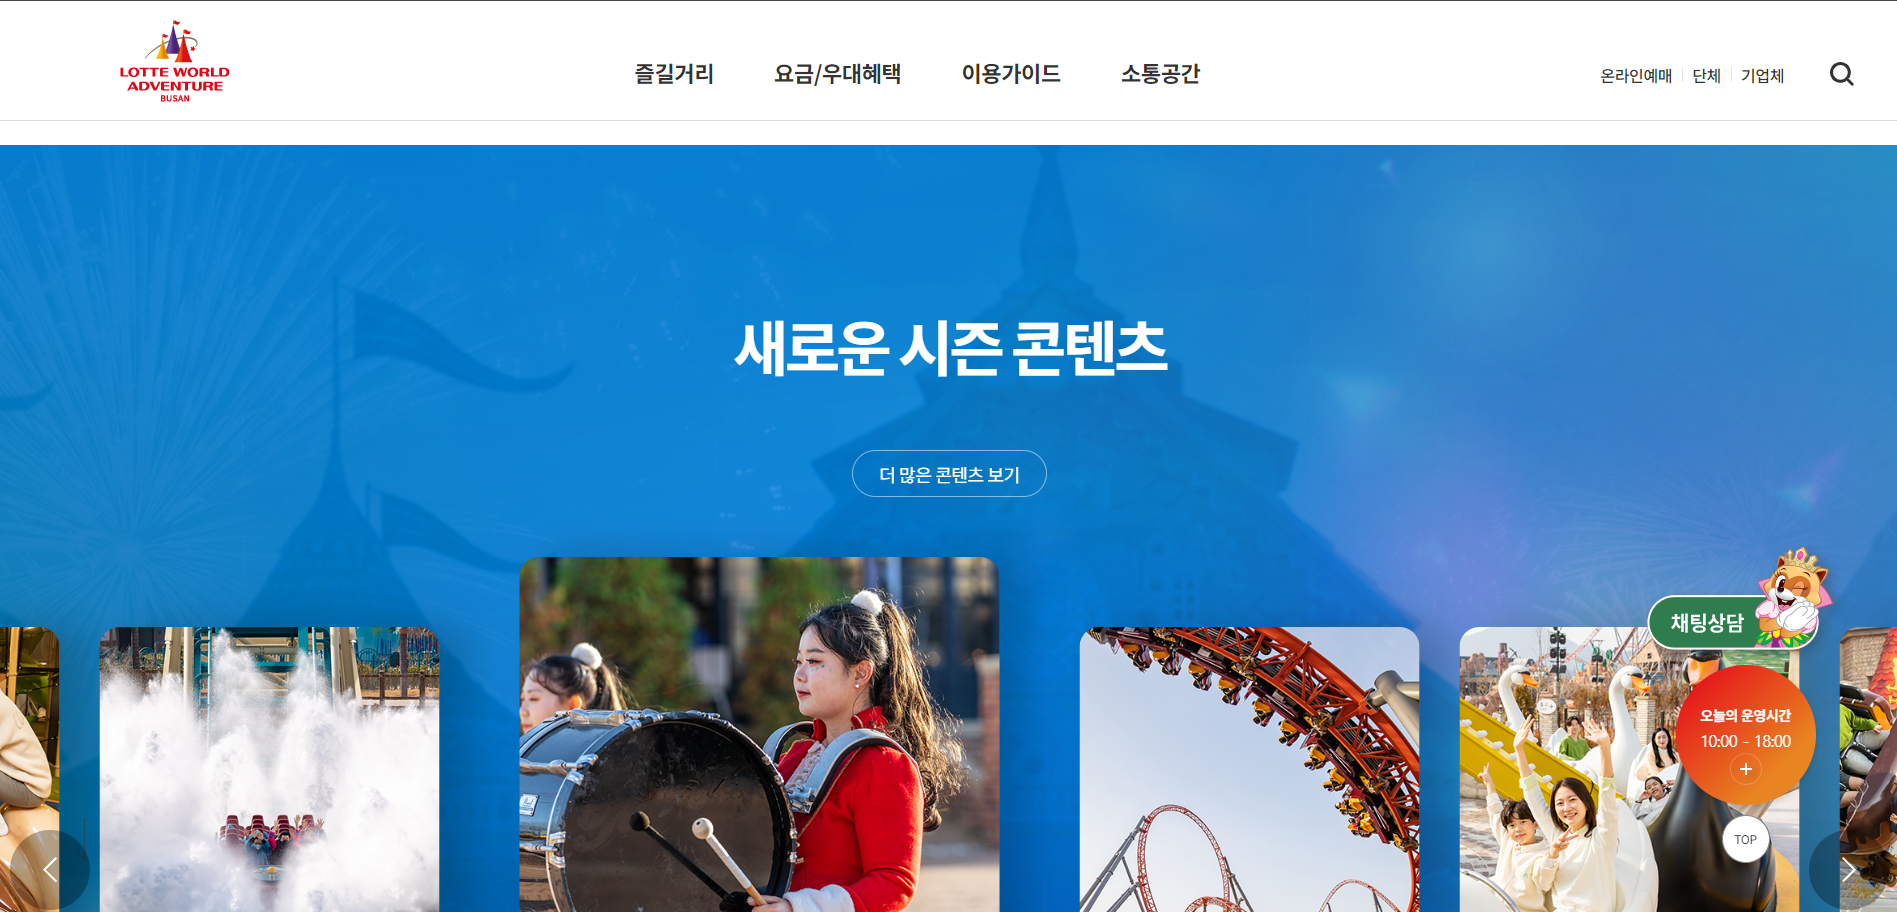 LOTTE WORLD
ADVENTURE
BUSAN
즐길거리
요금/우대혜택
이용가이드
소통공간
온라인예매
단체
기업체
새로운 시즌 콘텐츠
더 많은 콘텐츠 보기
채팅상담
오늘의 운영시간
10:00 - 18:00
TOP